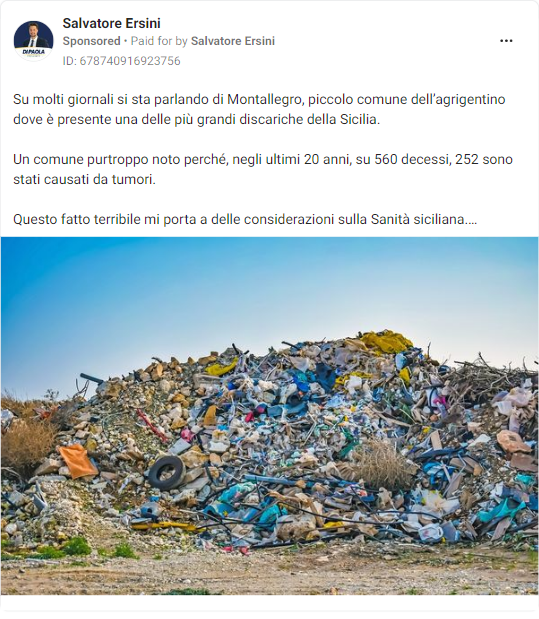 Salvatore Ersini
Sponsored • Paid for by Salvatore Ersini
ID: 678740916923756
DI PAOLA
Su molti giornali si sta parlando di Montallegro, piccolo comune dell'agrigentino
dove è presente una delle più grandi discariche della Sicilia.
Un comune purtroppo noto perché, negli ultimi 20 anni, su 560 decessi, 252 sono
stati causati da tumori.
Questo fatto terribile mi porta a delle considerazioni sulla Sanità siciliana....